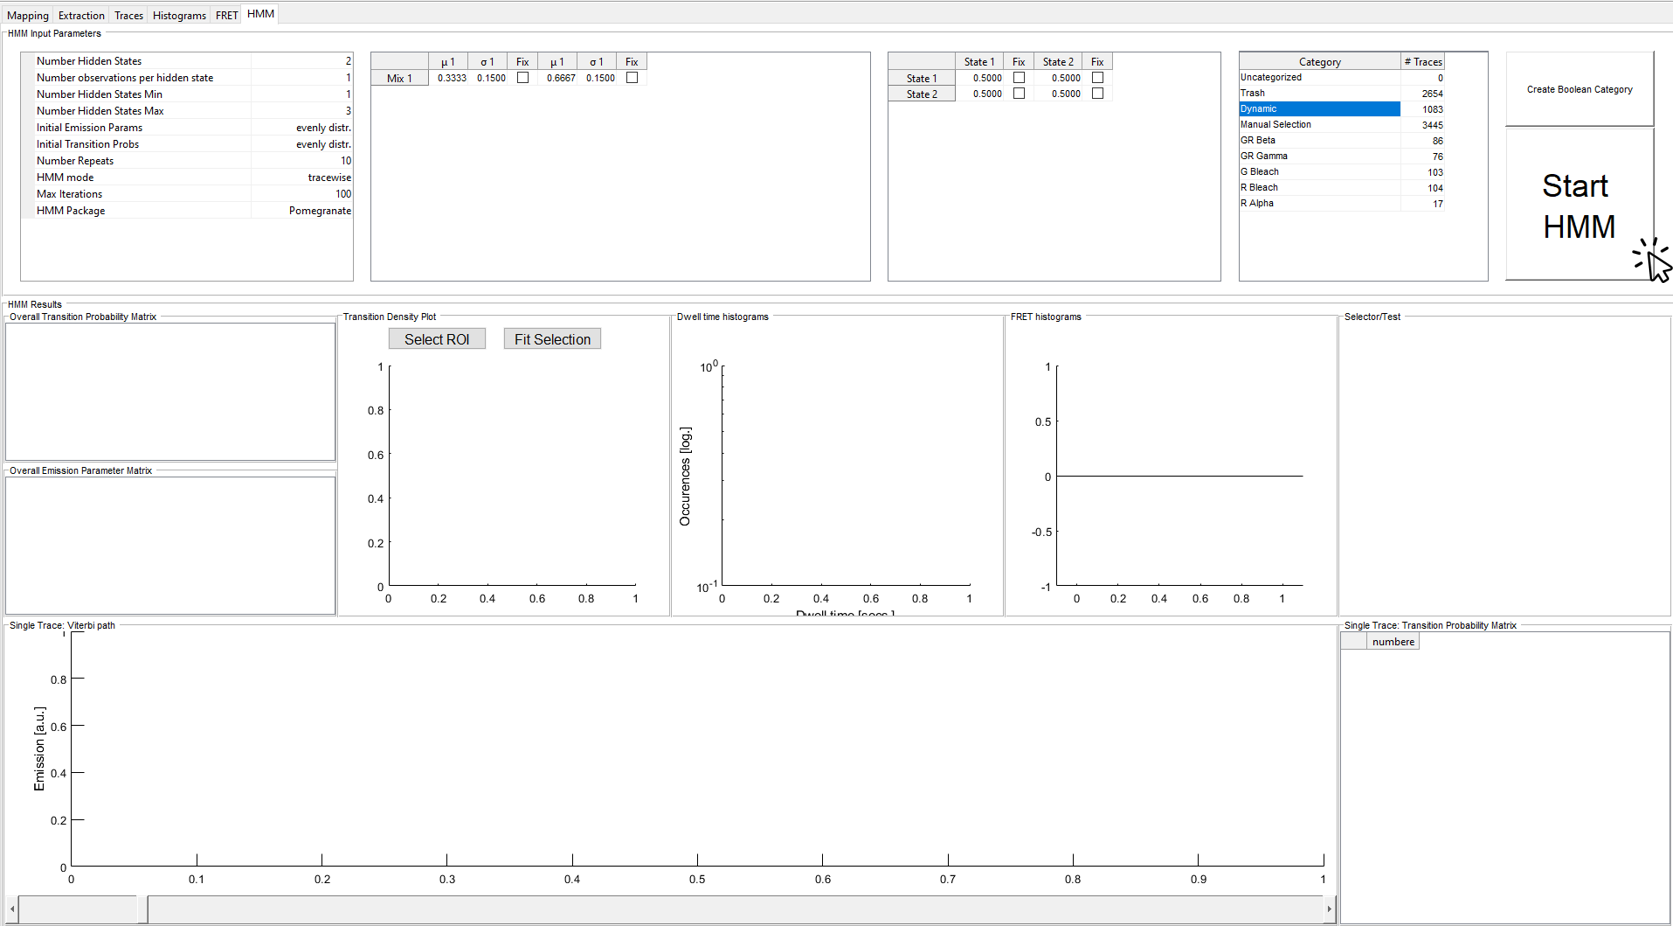 Mapping Extraction Traces Histograms FRET HMM
HMM Input Parameters
Number Hidden States 2
Number observations per hidden state 1
Number Hidden States Min 1
Number Hidden States Max 3
Initial Emission Params evenly distr.
Initial Transition Probs evenly distr.
Number Repeats 10
HMM mode tracewise
Max Iterations 100
HMM Package Pomegranate
μ 1 σ 1 Fix μ 1 σ 1 Fix
Mix 1 0.3333 0.1500 0.6667 0.1500
State 1 Fix State 2 Fix
State 1 0.5000 0.5000
State 2 0.5000 0.5000
Category # Traces
Uncategorized 0
Trash 2654
Dynamic 1083
Manual Selection 3445
GR Beta 86
GR Gamma 76
G Bleach 103
R Bleach 104
R Alpha 17
Create Boolean Category
Start
HMM
HMM Results
Overall Transition Probability Matrix
Overall Emission Parameter Matrix
Transition Density Plot
Select ROI Fit Selection
1
0.8
0.6
0.4
0.2
0
0 0.2 0.4 0.6 0.8 1
Dwell time histograms
10⁰
Occurences [log.]
10⁻¹
0 0.2 0.4 0.6 0.8 1
Dwell time [secs.]
FRET histograms
1
0.5
0
-0.5
-1
0 0.2 0.4 0.6 0.8 1
Selector/Test
Single Trace: Viterbi path
1
0.8
0.6
0.4
0.2
0
Emission [a.u.]
0 0.1 0.2 0.3 0.4 0.5 0.6 0.7 0.8 0.9 1
Single Trace: Transition Probability Matrix
numbere